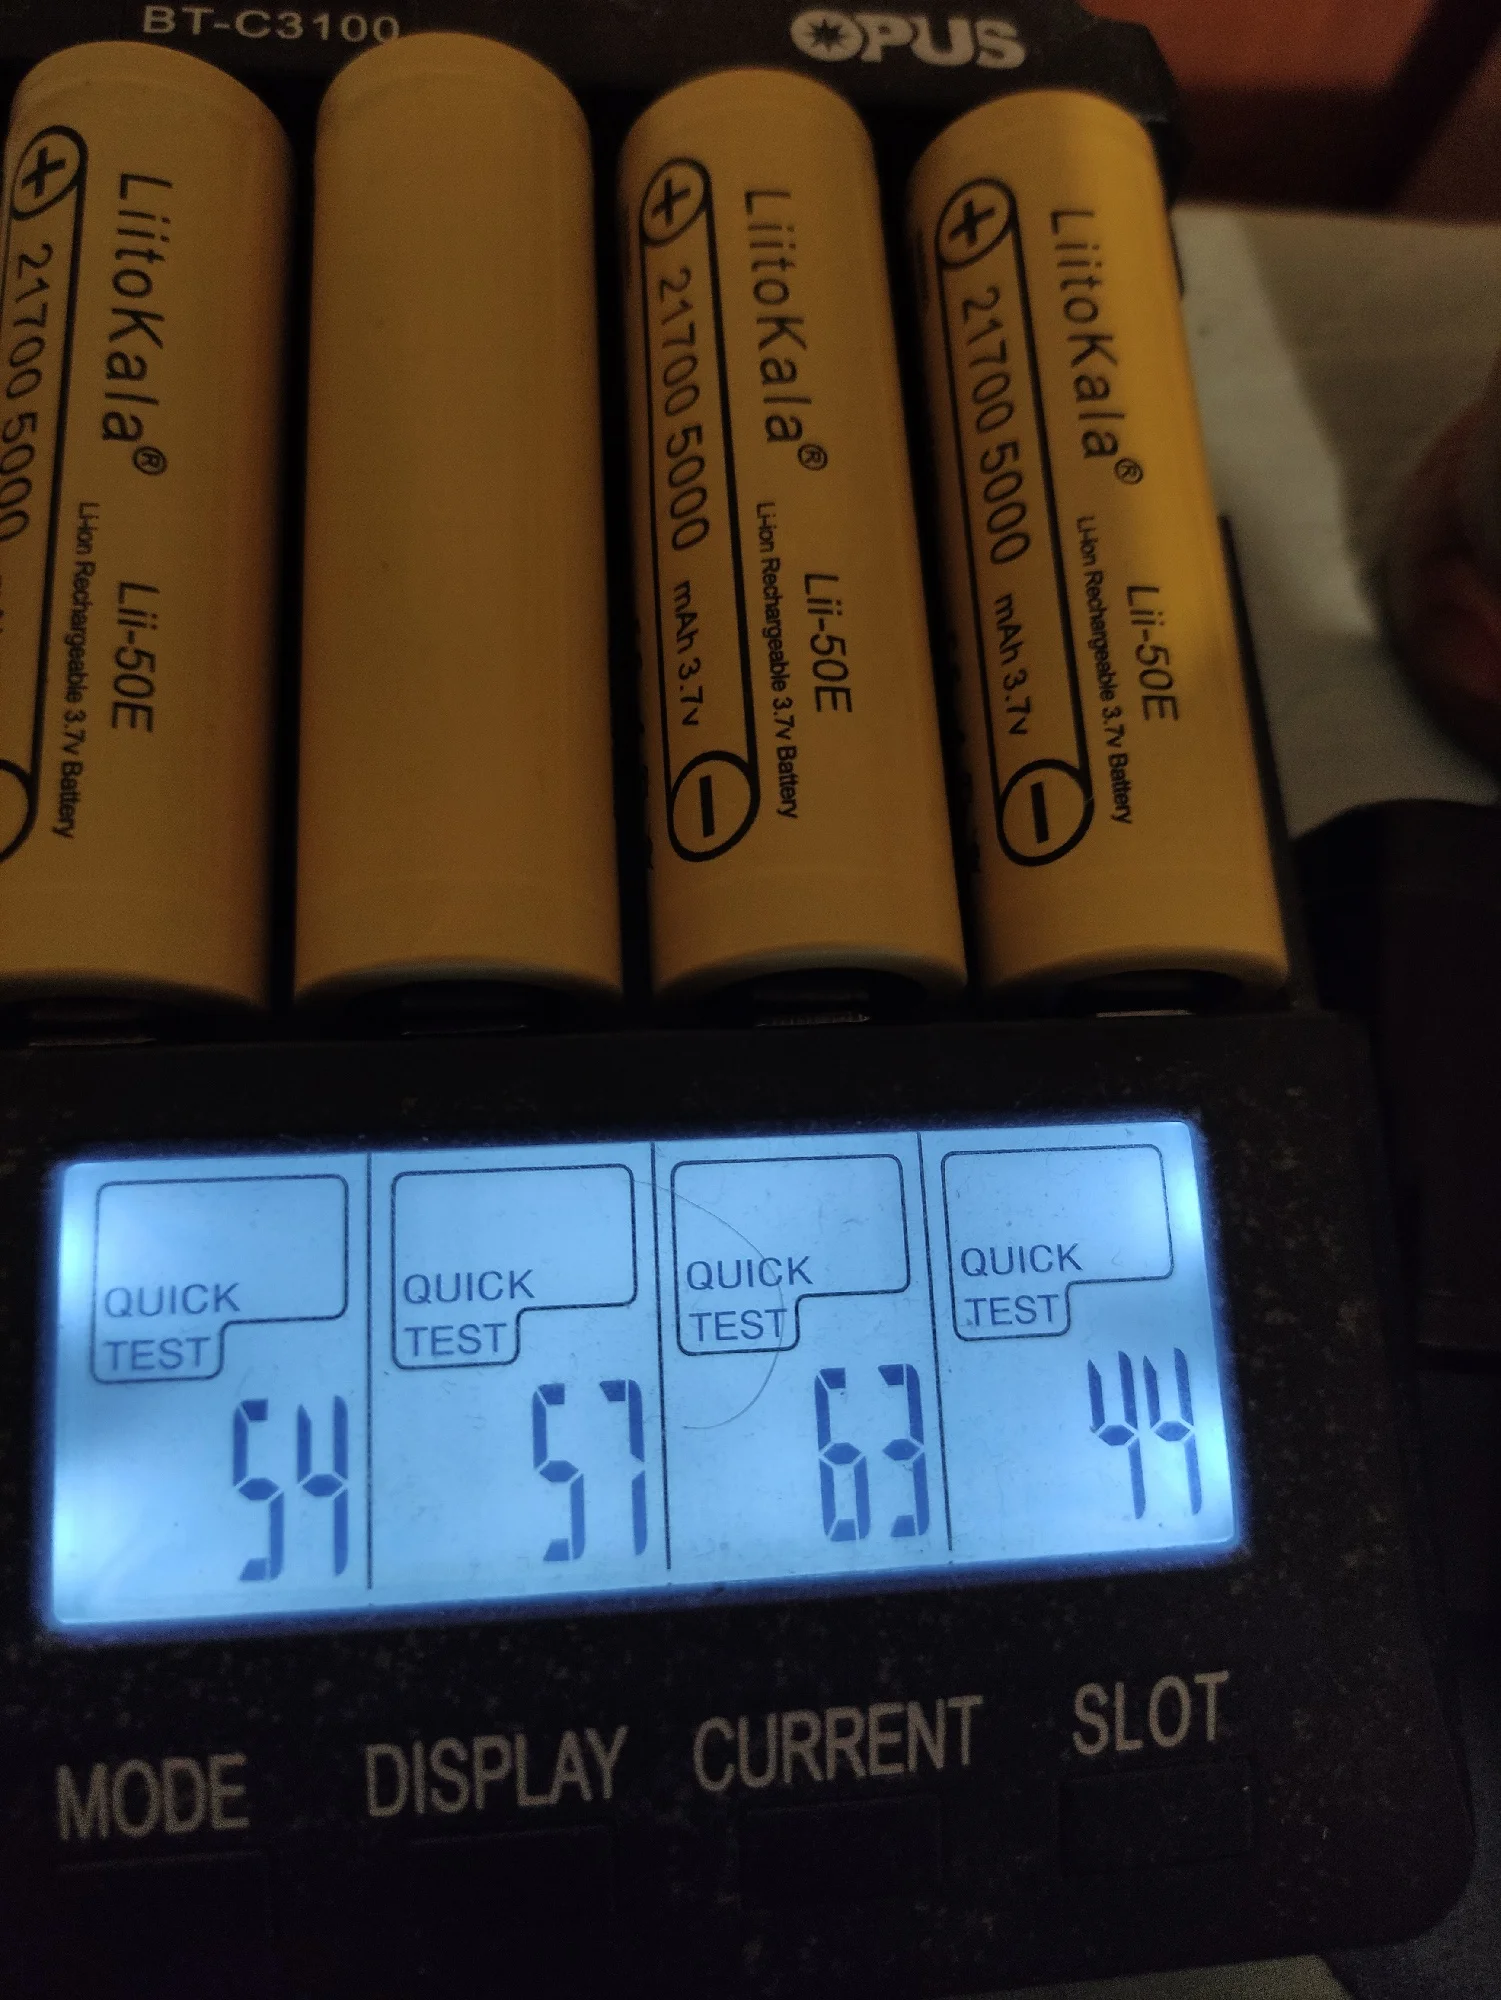 BT-C3100
OPUS
LiitoKala®
Lii-50E
Li-ion Rechargeable 3.7v Battery
21700 5000
LiitoKala®
Lii-50E
Li-ion Rechargeable 3.7v Battery
21700 5000 mAh 3.7v
LiitoKala®
Lii-50E
Li-ion Rechargeable 3.7v Battery
21700 5000 mAh 3.7v
QUICK
TEST
54
QUICK
TEST
57
QUICK
TEST
63
QUICK
TEST
44
MODE
DISPLAY
CURRENT
SLOT